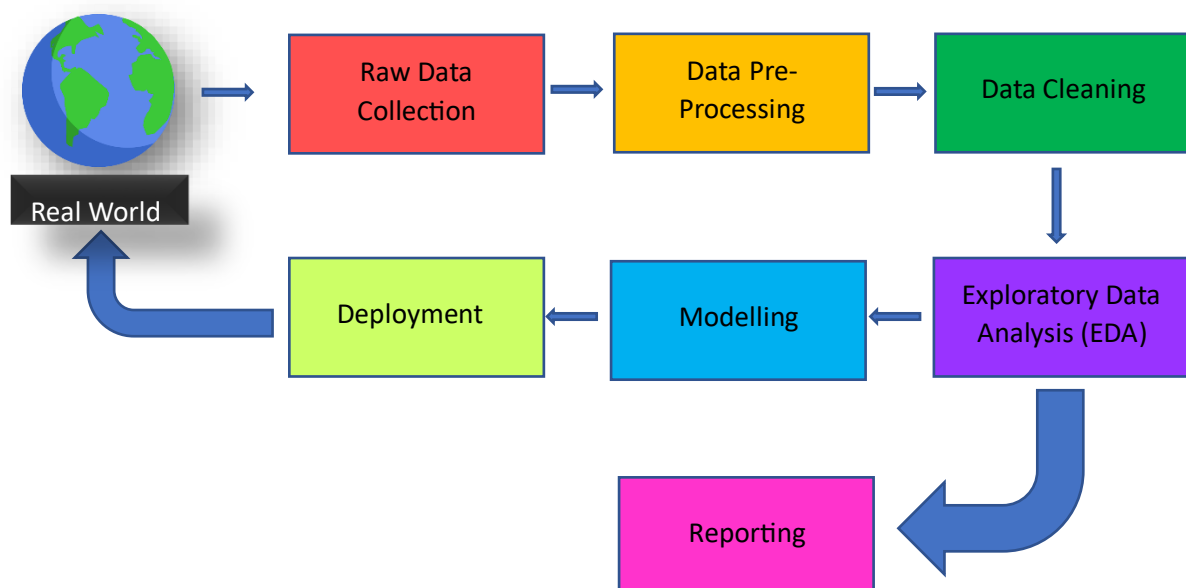 Raw Data
Collection
Data Pre-
Processing
Data Cleaning
Real World
Deployment
Modelling
Exploratory Data
Analysis (EDA)
Reporting